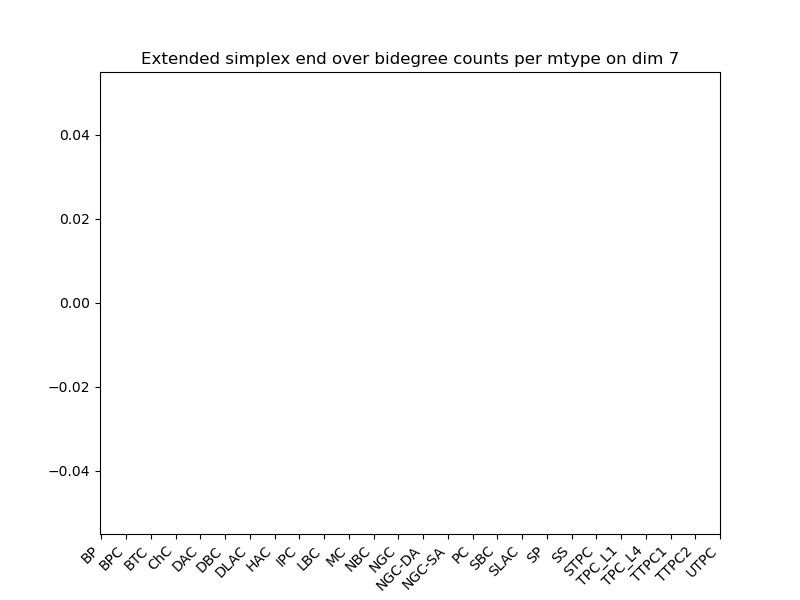 Extended simplex end over bidegree counts per mtype on dim 7
0.04
0.02
0.00
−0.02
−0.04
BP
BPC
BTC
ChC
DAC
DBC
DLAC
HAC
IPC
LBC
MC
NBC
NGC
NGC-DA
NGC-SA
PC
SBC
SLAC
SP
SS
STPC
TPC_L1
TPC_L4
TTPC1
TTPC2
UTPC